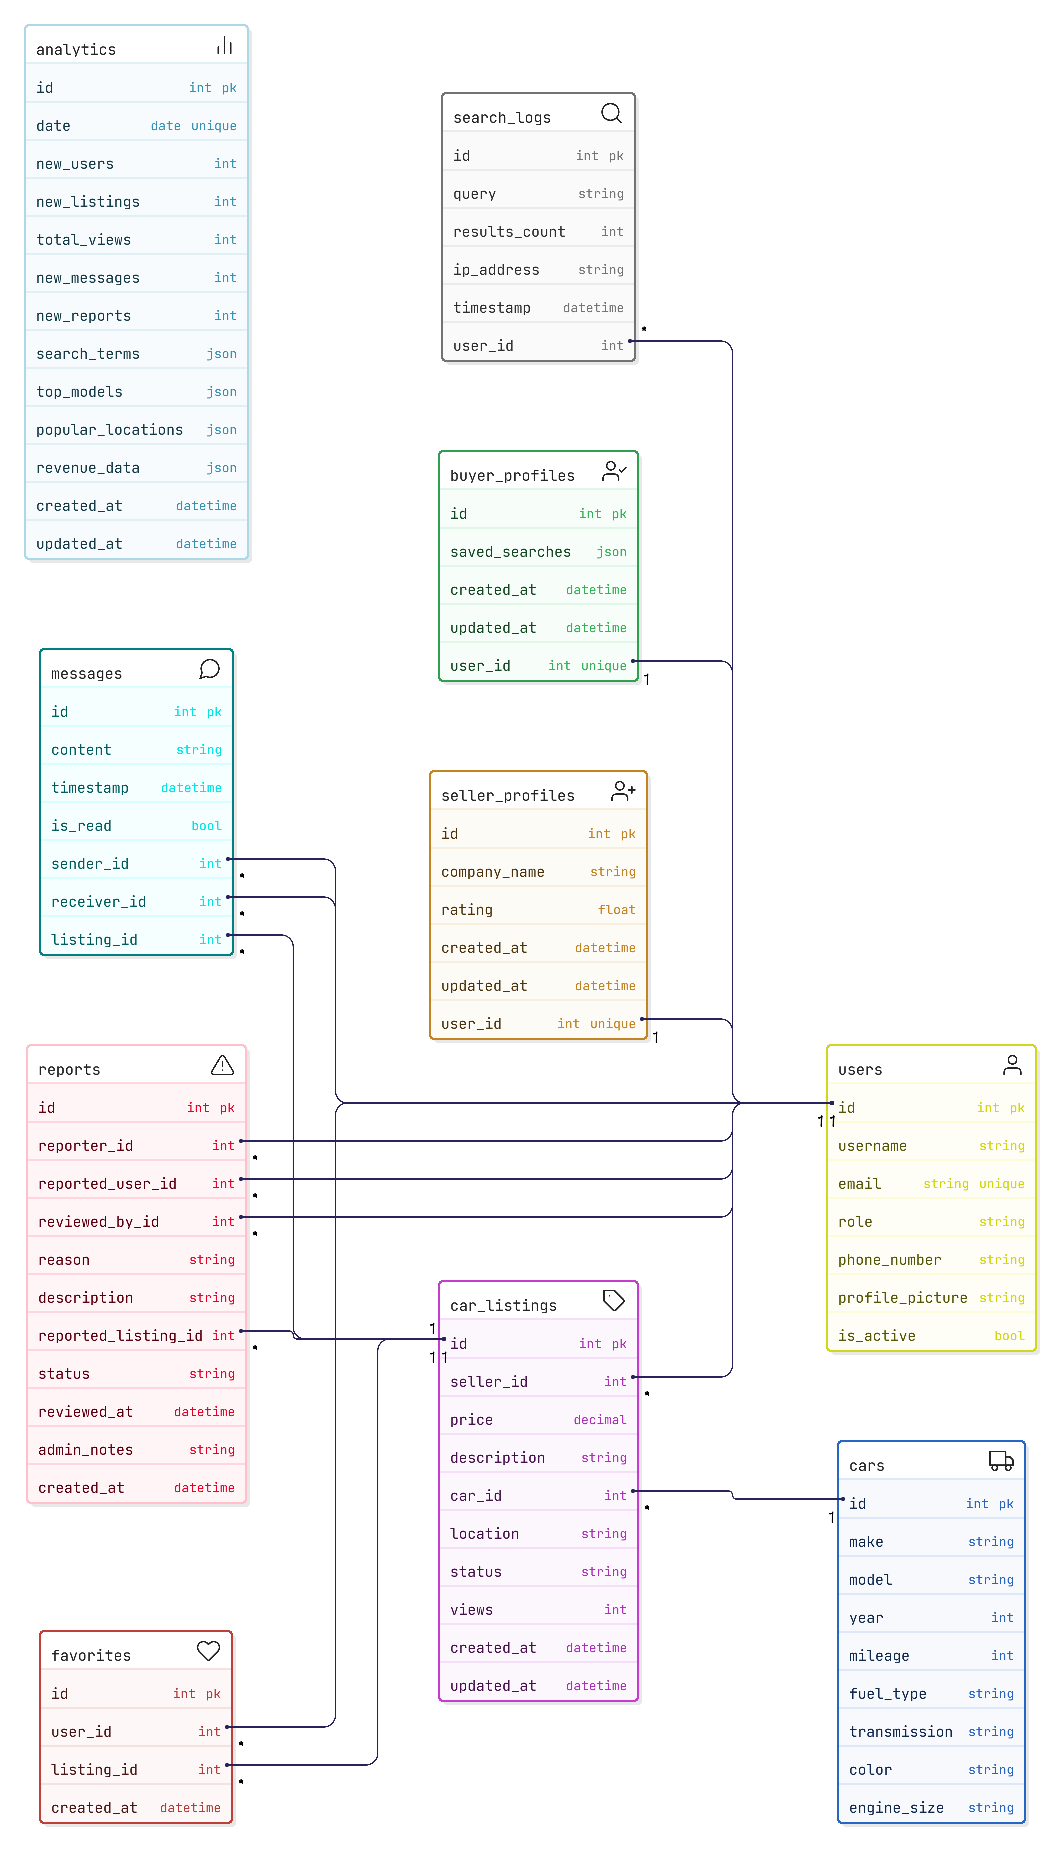 analytics
id int pk
date date unique
new_users int
new_listings int
total_views int
new_messages int
new_reports int
search_terms json
top_models json
popular_locations json
revenue_data json
created_at datetime
updated_at datetime
search_logs
id int pk
query string
results_count int
ip_address string
timestamp datetime
user_id int
*
buyer_profiles
id int pk
saved_searches json
created_at datetime
updated_at datetime
user_id int unique
1
messages
id int pk
content string
timestamp datetime
is_read bool
sender_id int
*
receiver_id int
*
listing_id int
*
seller_profiles
id int pk
company_name string
rating float
created_at datetime
updated_at datetime
user_id int unique
1
reports
id int pk
reporter_id int
*
reported_user_id int
*
reviewed_by_id int
*
reason string
description string
reported_listing_id int
*
status string
reviewed_at datetime
admin_notes string
created_at datetime
users
id int pk
1 1
username string
email string unique
role string
phone_number string
profile_picture string
is_active bool
car_listings
1
id int pk
1 1
seller_id int
*
price decimal
description string
car_id int
*
location string
status string
views int
created_at datetime
updated_at datetime
cars
id int pk
1
make string
model string
year int
mileage int
fuel_type string
transmission string
color string
engine_size string
favorites
id int pk
user_id int
*
listing_id int
*
created_at datetime